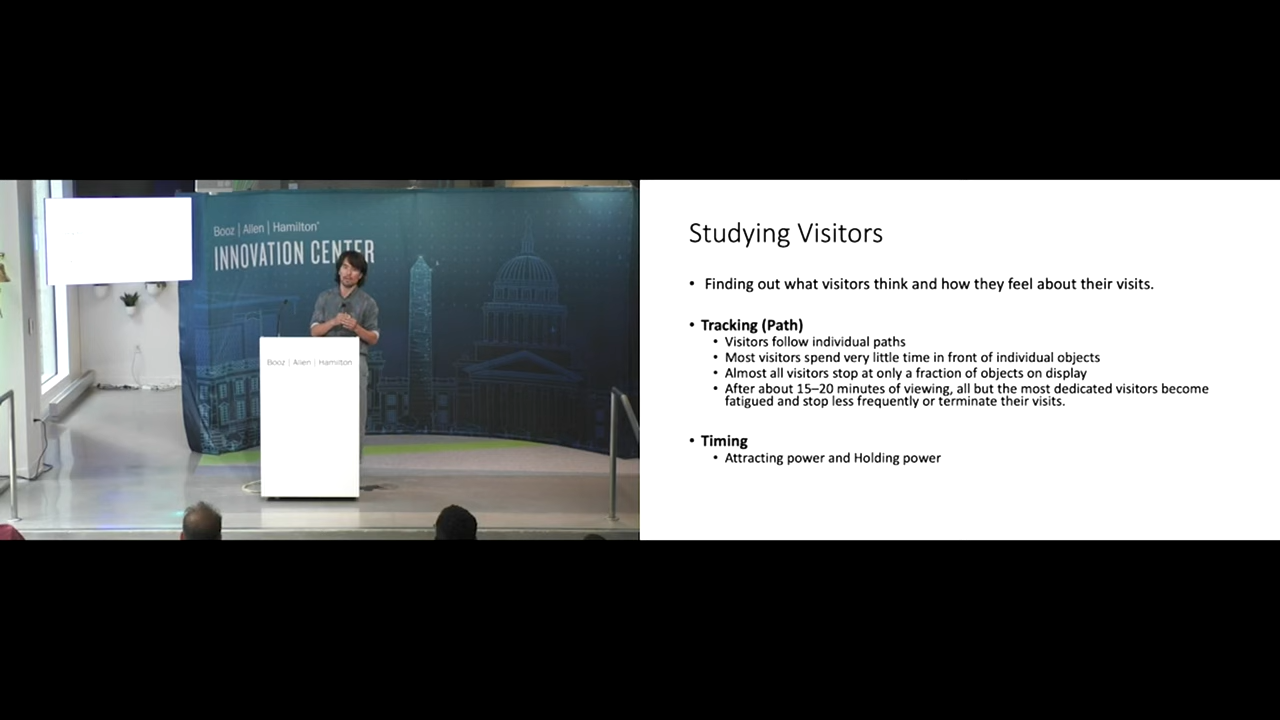 Booz | Allen | Hamilton
INNOVATION CENTER
Booz | Allen | Hamilton
Studying Visitors
• Finding out what visitors think and how they feel about their visits.
• Tracking (Path)
• Visitors follow individual paths
• Most visitors spend very little time in front of individual objects
• Almost all visitors stop at only a fraction of objects on display
• After about 15–20 minutes of viewing, all but the most dedicated visitors become
fatigued and stop less frequently or terminate their visits.
• Timing
• Attracting power and Holding power